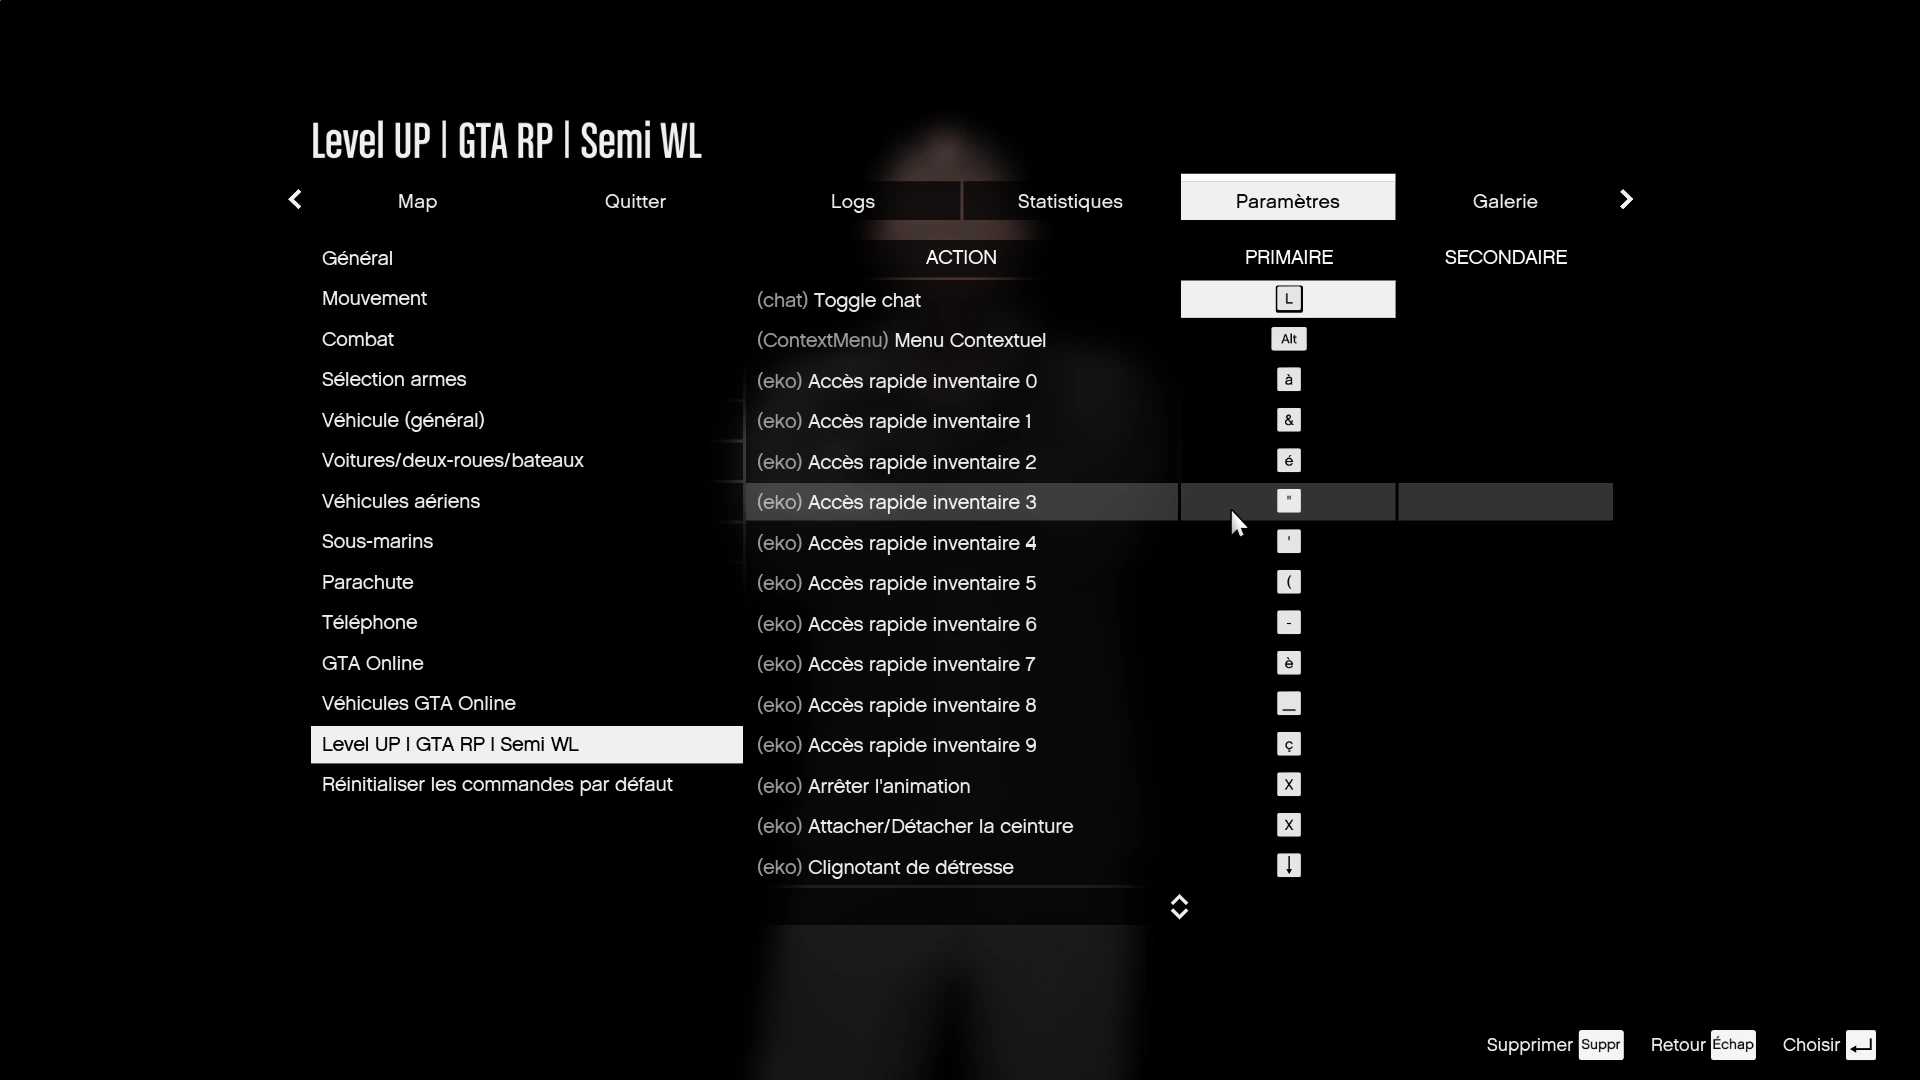 Level UP | GTA RP | Semi WL
Map Quitter Logs Statistiques Paramètres Galerie
Général
Mouvement
Combat
Sélection armes
Véhicule (général)
Voitures/deux-roues/bateaux
Véhicules aériens
Sous-marins
Parachute
Téléphone
GTA Online
Véhicules GTA Online
Level UP | GTA RP | Semi WL
Réinitialiser les commandes par défaut
ACTION PRIMAIRE SECONDAIRE
(chat) Toggle chat L
(ContextMenu) Menu Contextuel Alt
(eko) Accès rapide inventaire 0 à
(eko) Accès rapide inventaire 1 &
(eko) Accès rapide inventaire 2 é
(eko) Accès rapide inventaire 3 "
(eko) Accès rapide inventaire 4 '
(eko) Accès rapide inventaire 5 (
(eko) Accès rapide inventaire 6 -
(eko) Accès rapide inventaire 7 è
(eko) Accès rapide inventaire 8 _
(eko) Accès rapide inventaire 9 ç
(eko) Arrêter l'animation X
(eko) Attacher/Détacher la ceinture X
(eko) Clignotant de détresse ↓
Supprimer Suppr Retour Échap Choisir